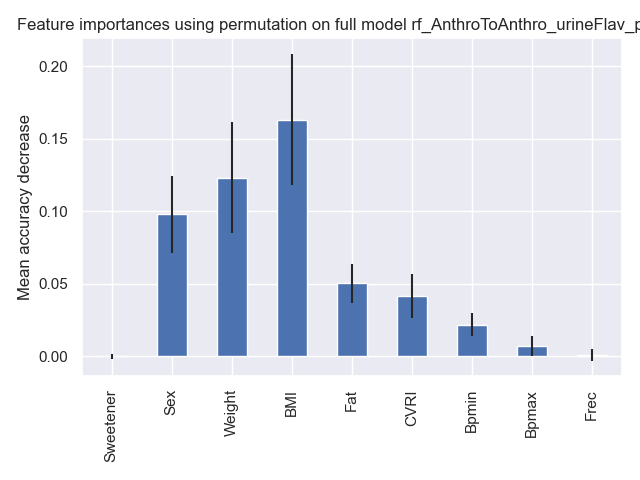 Feature importances using permutation on full model rf_AnthroToAnthro_urineFlav_p
Mean accuracy decrease
0.20
0.15
0.10
0.05
0.00
Sweetener
Sex
Weight
BMI
Fat
CVRI
Bpmin
Bpmax
Frec